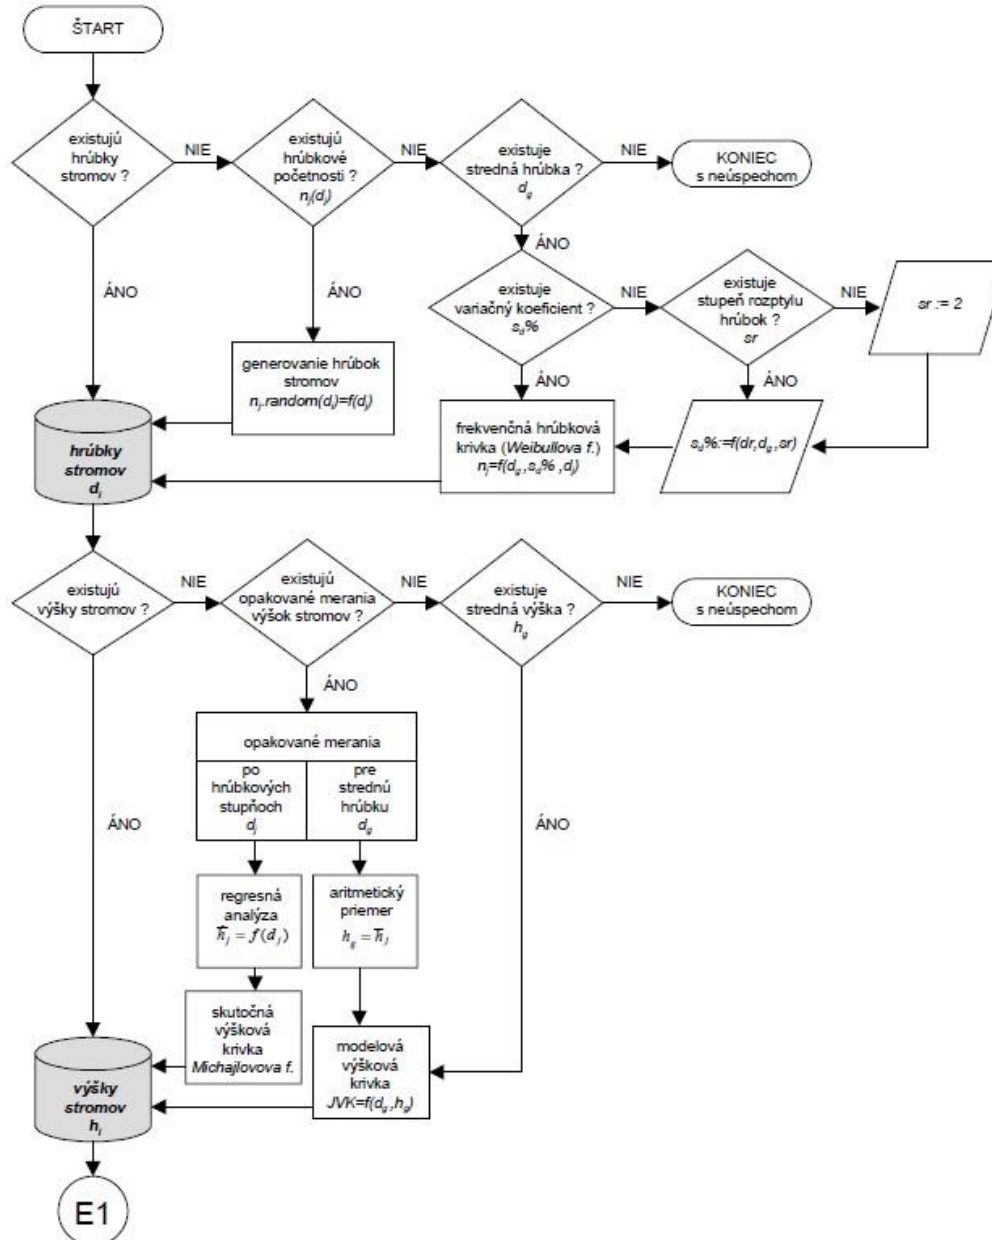 ŠTART
existujú
hrúbky
stromov ?
NIE
existujú
hrúbkové
početnosti ?
nj(dj)
NIE
existuje
stredná hrúbka ?
dg
NIE
KONIEC
s neúspechom
ÁNO
ÁNO
ÁNO
existuje
variačný koeficient ?
sd%
NIE
existuje
stupeň rozptylu
hrúbok ?
sr
NIE
sr := 2
generovanie hrúbok
stromov
nj.random(di)=f(dj)
ÁNO
ÁNO
frekvenčná hrúbková
krivka (Weibullova f.)
nj=f(dg,sd%,dj)
sd%:=f(dr,dg,sr)
hrúbky
stromov
di
existujú
výšky stromov ?
NIE
existujú
opakované merania
výšok stromov ?
NIE
existuje
stredná výška ?
hg
NIE
KONIEC
s neúspechom
ÁNO
ÁNO
ÁNO
opakované merania
po
hrúbkových
stupňoch
dj
pre
strednú
hrúbku
dg
regresná
analýza
h̄j = f(dj)
aritmetický
priemer
hg = h̄j
skutočná
výšková
krivka
Michajlovova f.
modelová
výšková
krivka
JVK=f(dg,hg)
výšky
stromov
hi
E1